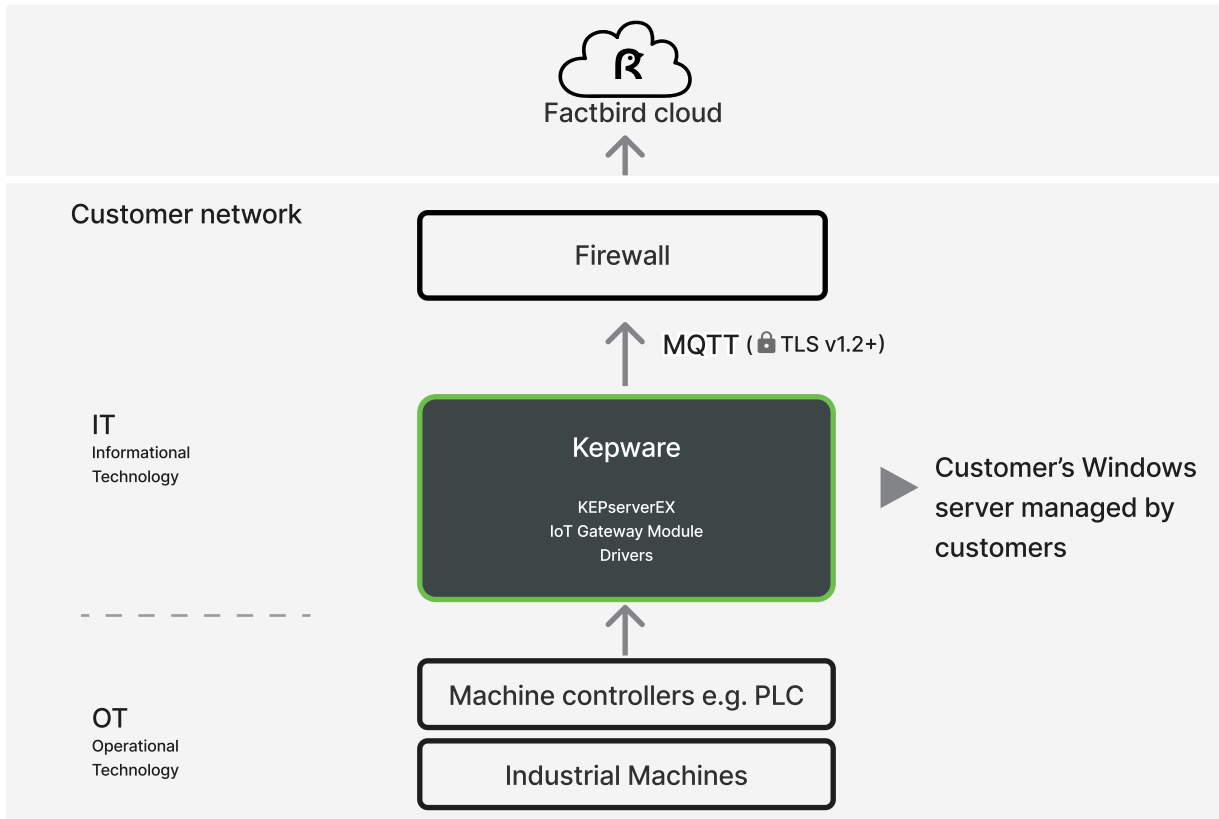 Factbird cloud
Customer network
Firewall
MQTT ( TLS v1.2+)
IT
Informational
Technology
Kepware
KEPserverEX
IoT Gateway Module
Drivers
Customer’s Windows
server managed by
customers
Machine controllers e.g. PLC
OT
Operational
Technology
Industrial Machines